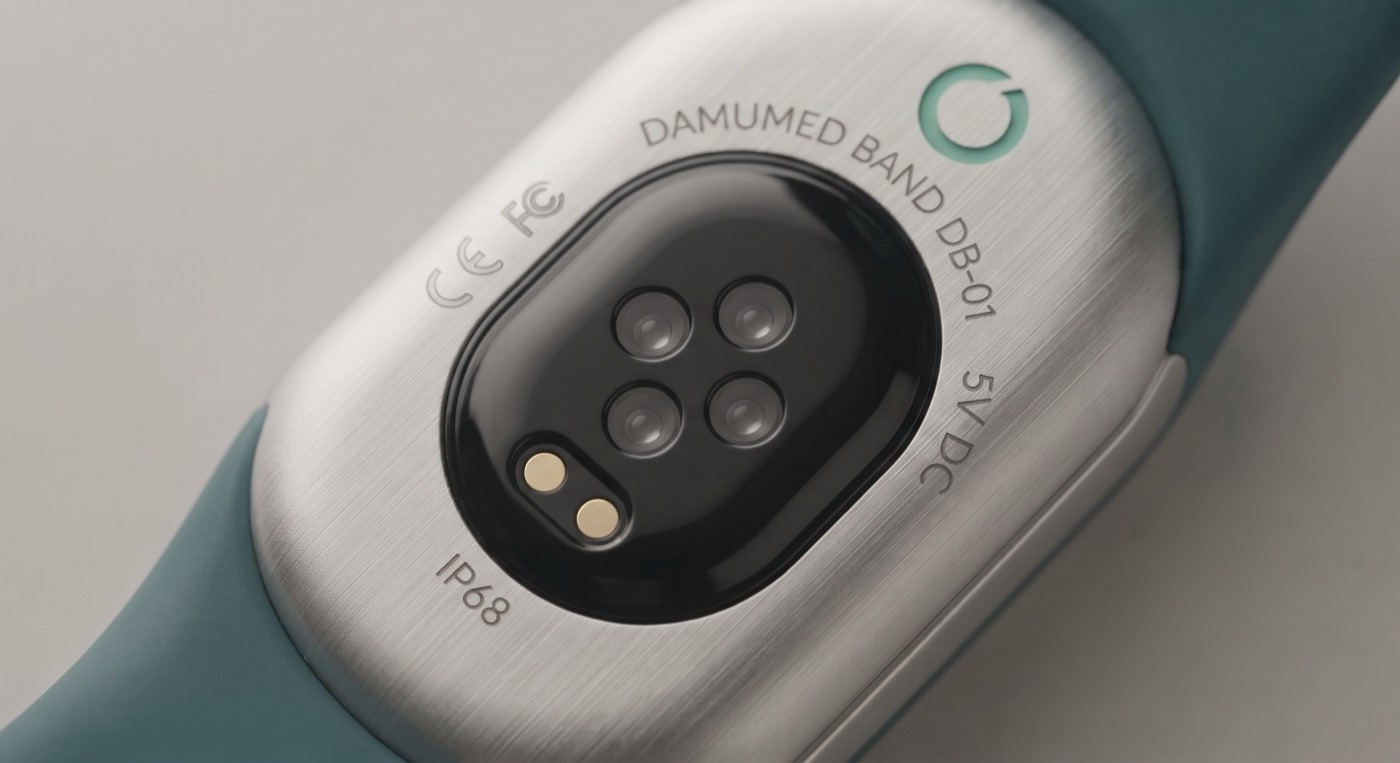 DAMUMED BAND DB-01
5V DC
CE FC
IP68